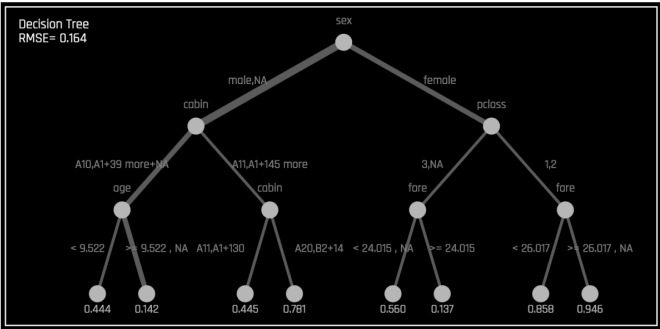 Decision Tree
RMSE= 0.164
sex
male,NA
female
cabin
pclass
A10,A1+39 more+NA
A11,A1+145 more
3,NA
1,2
age
cabin
fare
fare
< 9.522
>= 9.522 , NA
A11,A1+130
A20,B2+14
< 24.015 , NA
>= 24.015
< 26.017
>= 26.017 , NA
0.444
0.142
0.445
0.781
0.560
0.137
0.858
0.946